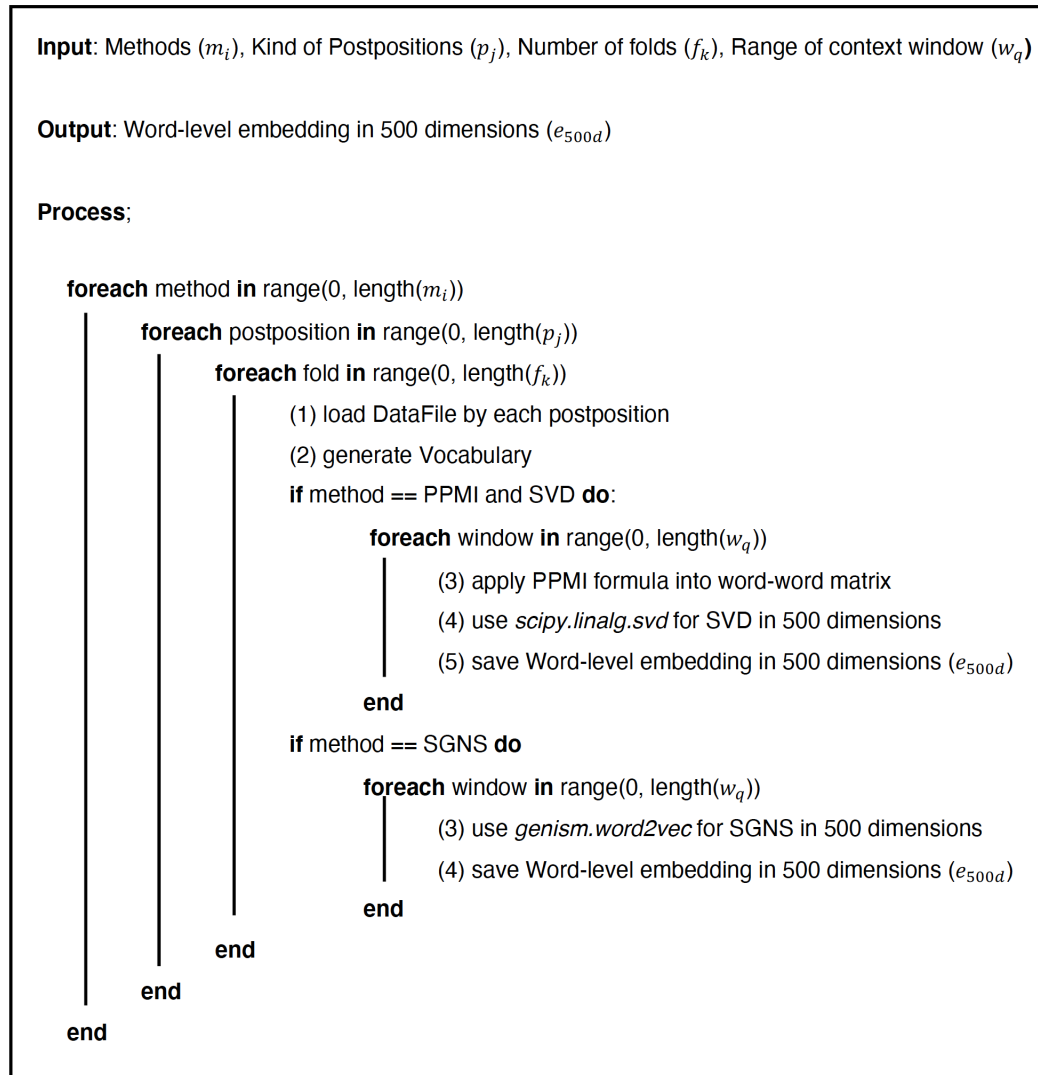 Input: Methods (m_i), Kind of Postpositions (p_j), Number of folds (f_k), Range of context window (w_q)
Output: Word-level embedding in 500 dimensions (e_500d)
Process;
foreach method in range(0, length(m_i))
foreach postposition in range(0, length(p_j))
foreach fold in range(0, length(f_k))
(1) load DataFile by each postposition
(2) generate Vocabulary
if method == PPMI and SVD do:
foreach window in range(0, length(w_q))
(3) apply PPMI formula into word-word matrix
(4) use scipy.linalg.svd for SVD in 500 dimensions
(5) save Word-level embedding in 500 dimensions (e_500d)
end
if method == SGNS do
foreach window in range(0, length(w_q))
(3) use genism.word2vec for SGNS in 500 dimensions
(4) save Word-level embedding in 500 dimensions (e_500d)
end
end
end
end